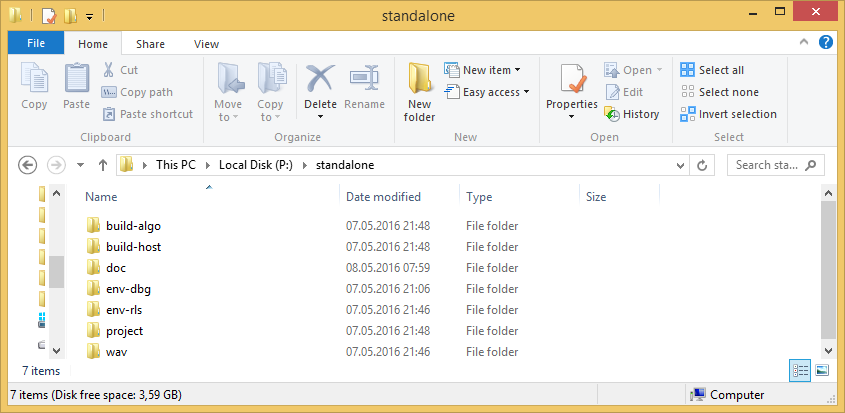 standalone
File Home Share View
Copy Paste Cut Copy path Paste shortcut
Clipboard
Move to Copy to Delete Rename
Organize
New folder New item Easy access
New
Properties Open Edit History
Open
Select all Select none Invert selection
Select
This PC Local Disk (P:) standalone Search sta...
Name Date modified Type Size
build-algo 07.05.2016 21:48 File folder
build-host 07.05.2016 21:48 File folder
doc 08.05.2016 07:59 File folder
env-dbg 07.05.2016 21:06 File folder
env-rls 07.05.2016 21:46 File folder
project 07.05.2016 21:48 File folder
wav 07.05.2016 21:46 File folder
7 items
7 items (Disk free space: 3,59 GB) Computer